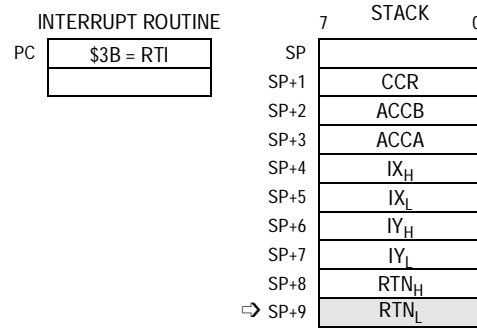 INTERRUPT ROUTINE
PC $3B = RTI
7 STACK 0
SP
SP+1 CCR
SP+2 ACCB
SP+3 ACCA
SP+4 IXH
SP+5 IXL
SP+6 IYH
SP+7 IYL
SP+8 RTNH
⇨ SP+9 RTNL